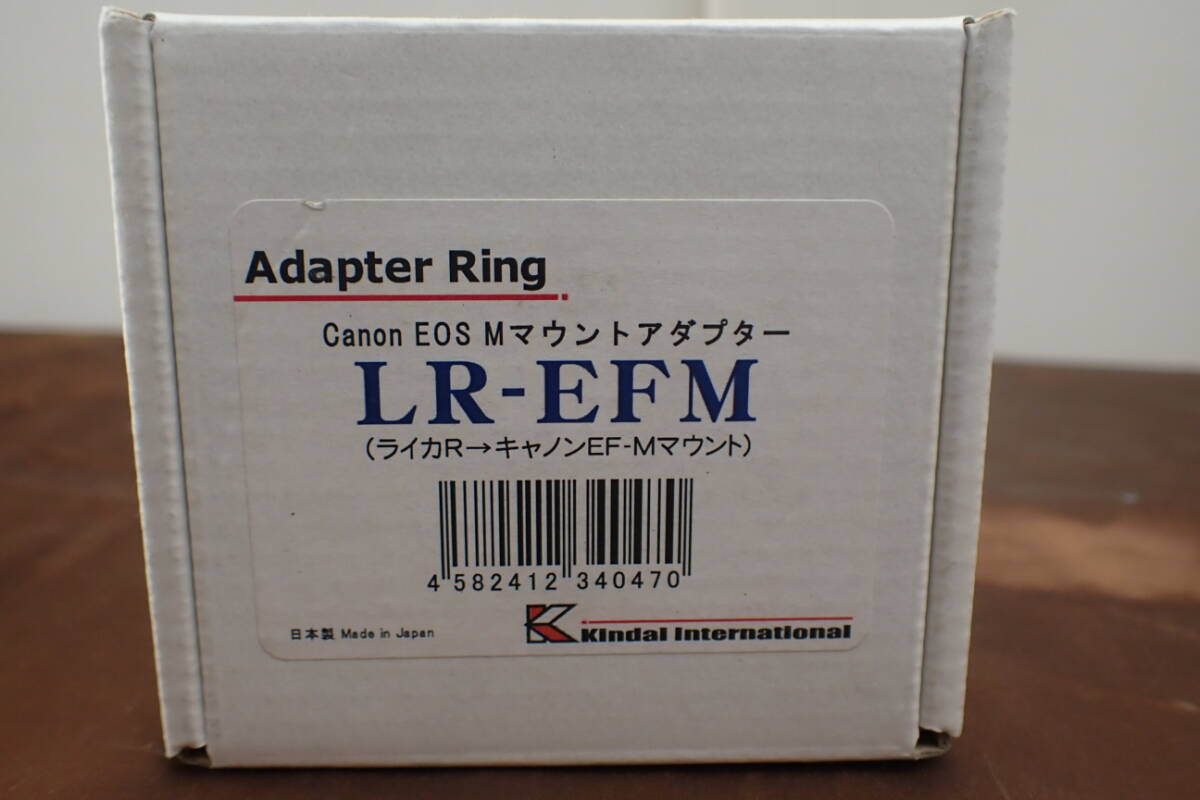 Adapter Ring
Canon EOS Mマウントアダプター
LR-EFM
(ライカR→キャノンEF-Mマウント)
4 582412 340470
日本製 Made in Japan
Kindai International